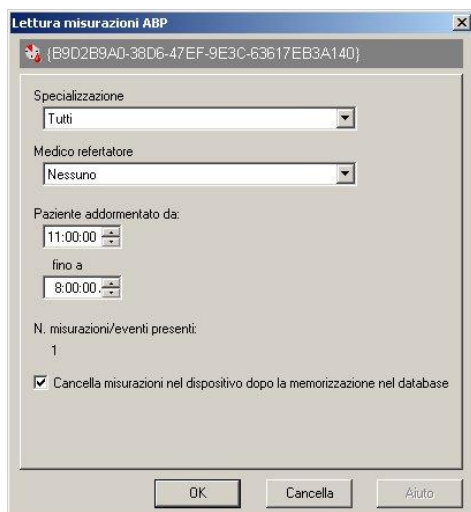 Lettura misurazioni ABP
{B9D2B9A0-38D6-47EF-9E3C-63617EB3A140}
Specializzazione
Tutti
Medico refertatore
Nessuno
Paziente addormentato da:
11:00:00
fino a
8:00:00
N. misurazioni/eventi presenti:
1
Cancella misurazioni nel dispositivo dopo la memorizzazione nel database
OK Cancella Aiuto